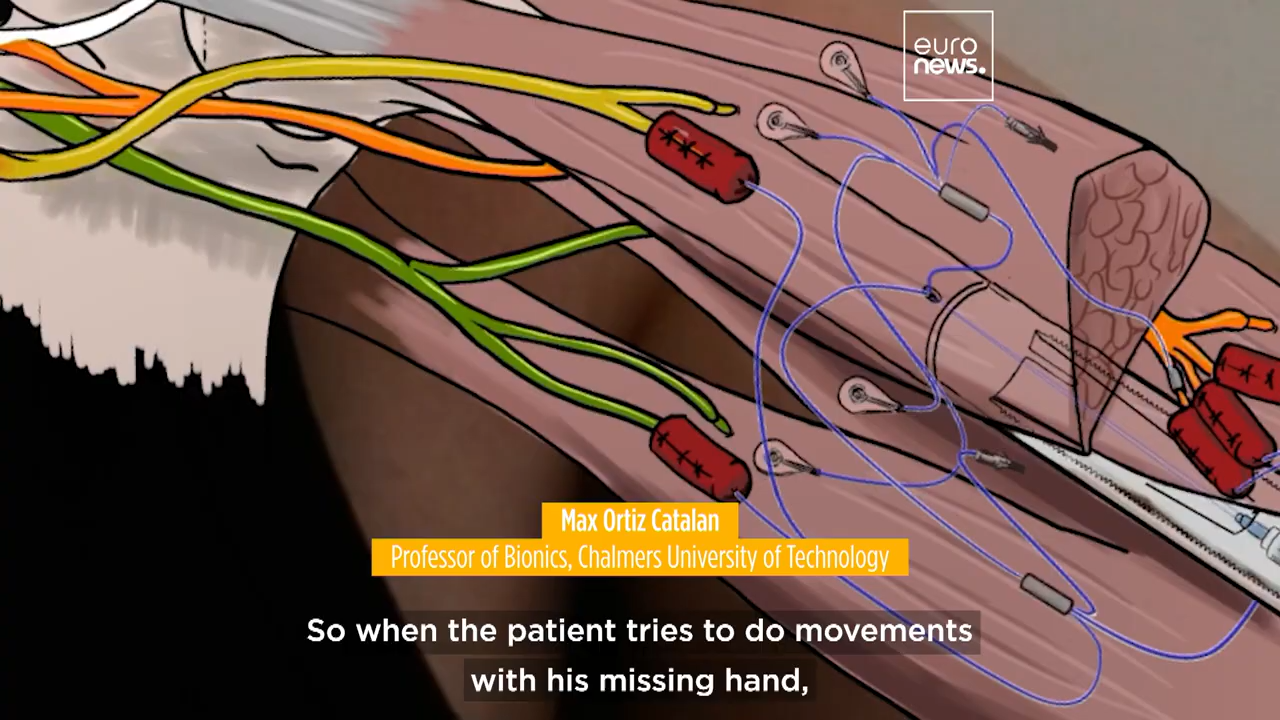 euro
news.
Max Ortiz Catalan
Professor of Bionics, Chalmers University of Technology
So when the patient tries to do movements
with his missing hand,